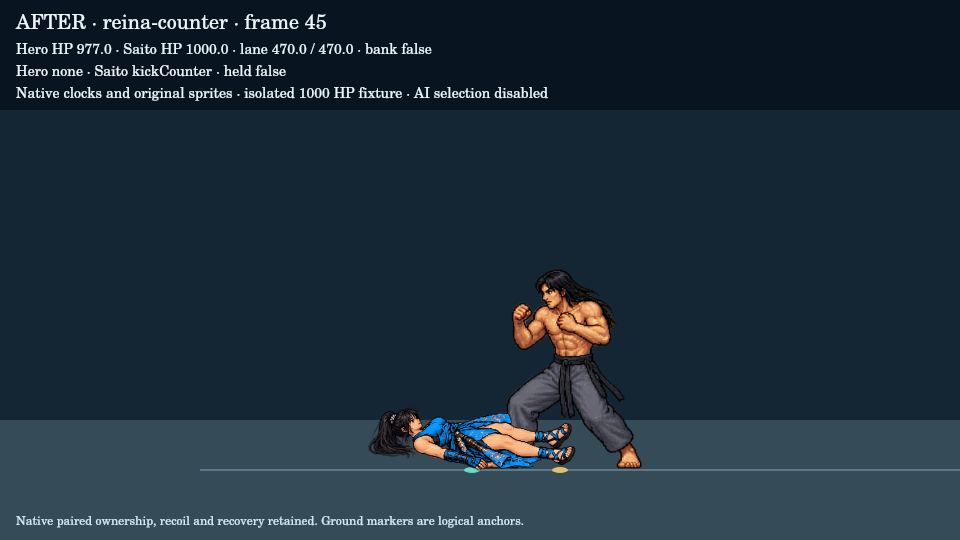 AFTER · reina-counter · frame 45
Hero HP 977.0 · Saito HP 1000.0 · lane 470.0 / 470.0 · bank false
Hero none · Saito kickCounter · held false
Native clocks and original sprites · isolated 1000 HP fixture · AI selection disabled
Native paired ownership, recoil and recovery retained. Ground markers are logical anchors.